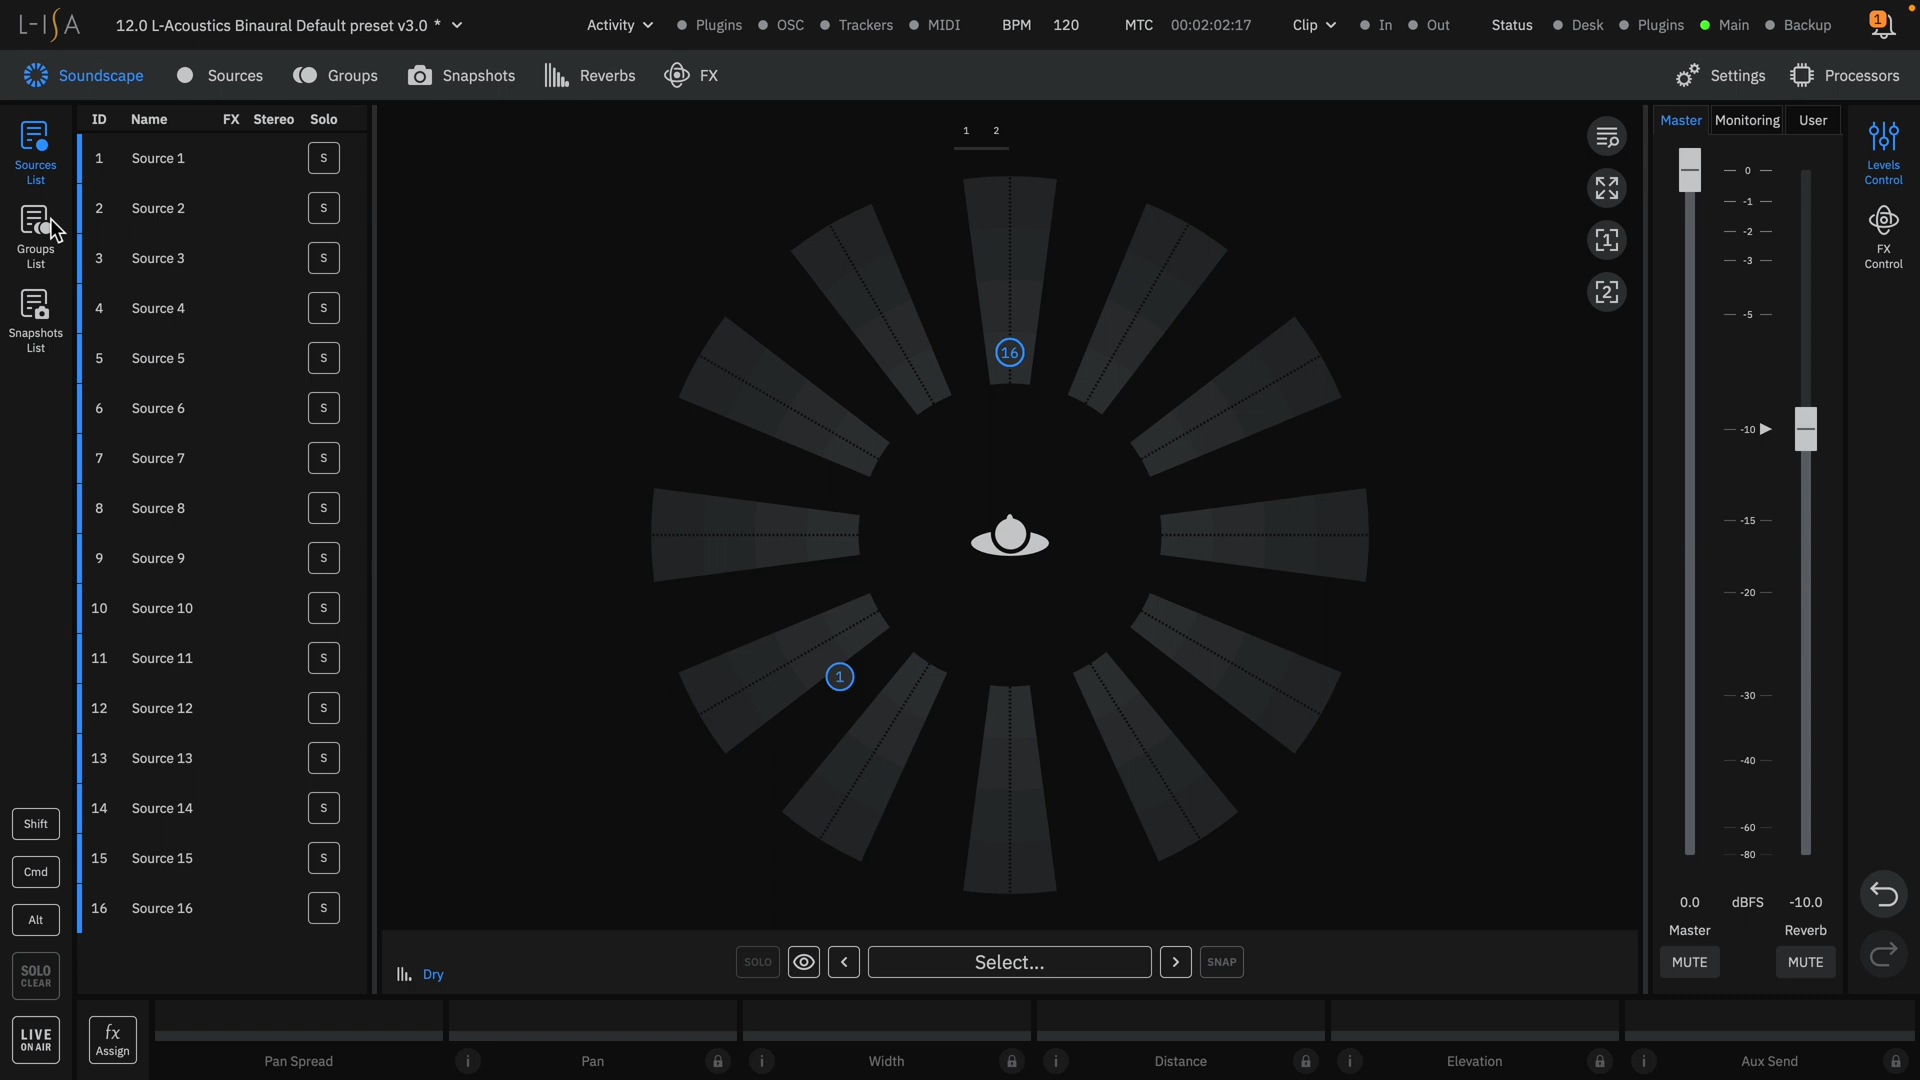 L-ISA
12.0 L-Acoustics Binaural Default preset v3.0 *
Activity
Plugins
OSC
Trackers
MIDI
BPM
120
MTC
00:02:02:17
Clip
In
Out
Status
Desk
Plugins
Main
Backup
1
Soundscape
Sources
Groups
Snapshots
Reverbs
FX
Settings
Processors
Sources
List
Groups
List
Snapshots
List
Shift
Cmd
Alt
SOLO
CLEAR
LIVE
ON AIR
ID Name FX Stereo Solo
1 Source 1 S
2 Source 2 S
3 Source 3 S
4 Source 4 S
5 Source 5 S
6 Source 6 S
7 Source 7 S
8 Source 8 S
9 Source 9 S
10 Source 10 S
11 Source 11 S
12 Source 12 S
13 Source 13 S
14 Source 14 S
15 Source 15 S
16 Source 16 S
1 2
16
1
1
2
Dry
SOLO
<
Select...
>
SNAP
Master
Monitoring
User
0
-1
-2
-3
-5
-10
-15
-20
-30
-40
-60
-80
0.0 dBFS -10.0
Master Reverb
MUTE MUTE
Levels
Control
FX
Control
fx
Assign
Pan Spread
i
Pan
i
Width
i
Distance
i
Elevation
i
Aux Send